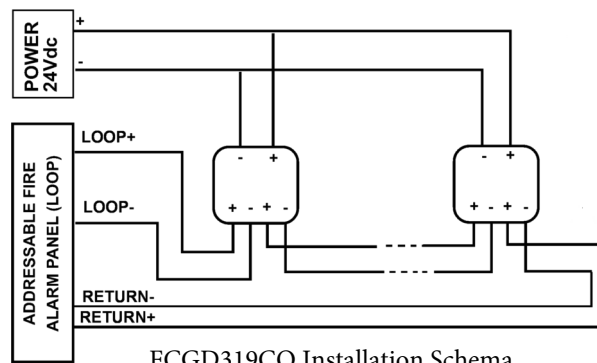 POWER
24Vdc
+
-
ADDRESSABLE FIRE
ALARM PANEL (LOOP)
LOOP+
LOOP-
RETURN-
RETURN+
- +
+ - + -
- +
+ - + -
FCGD319CO Installation Schema